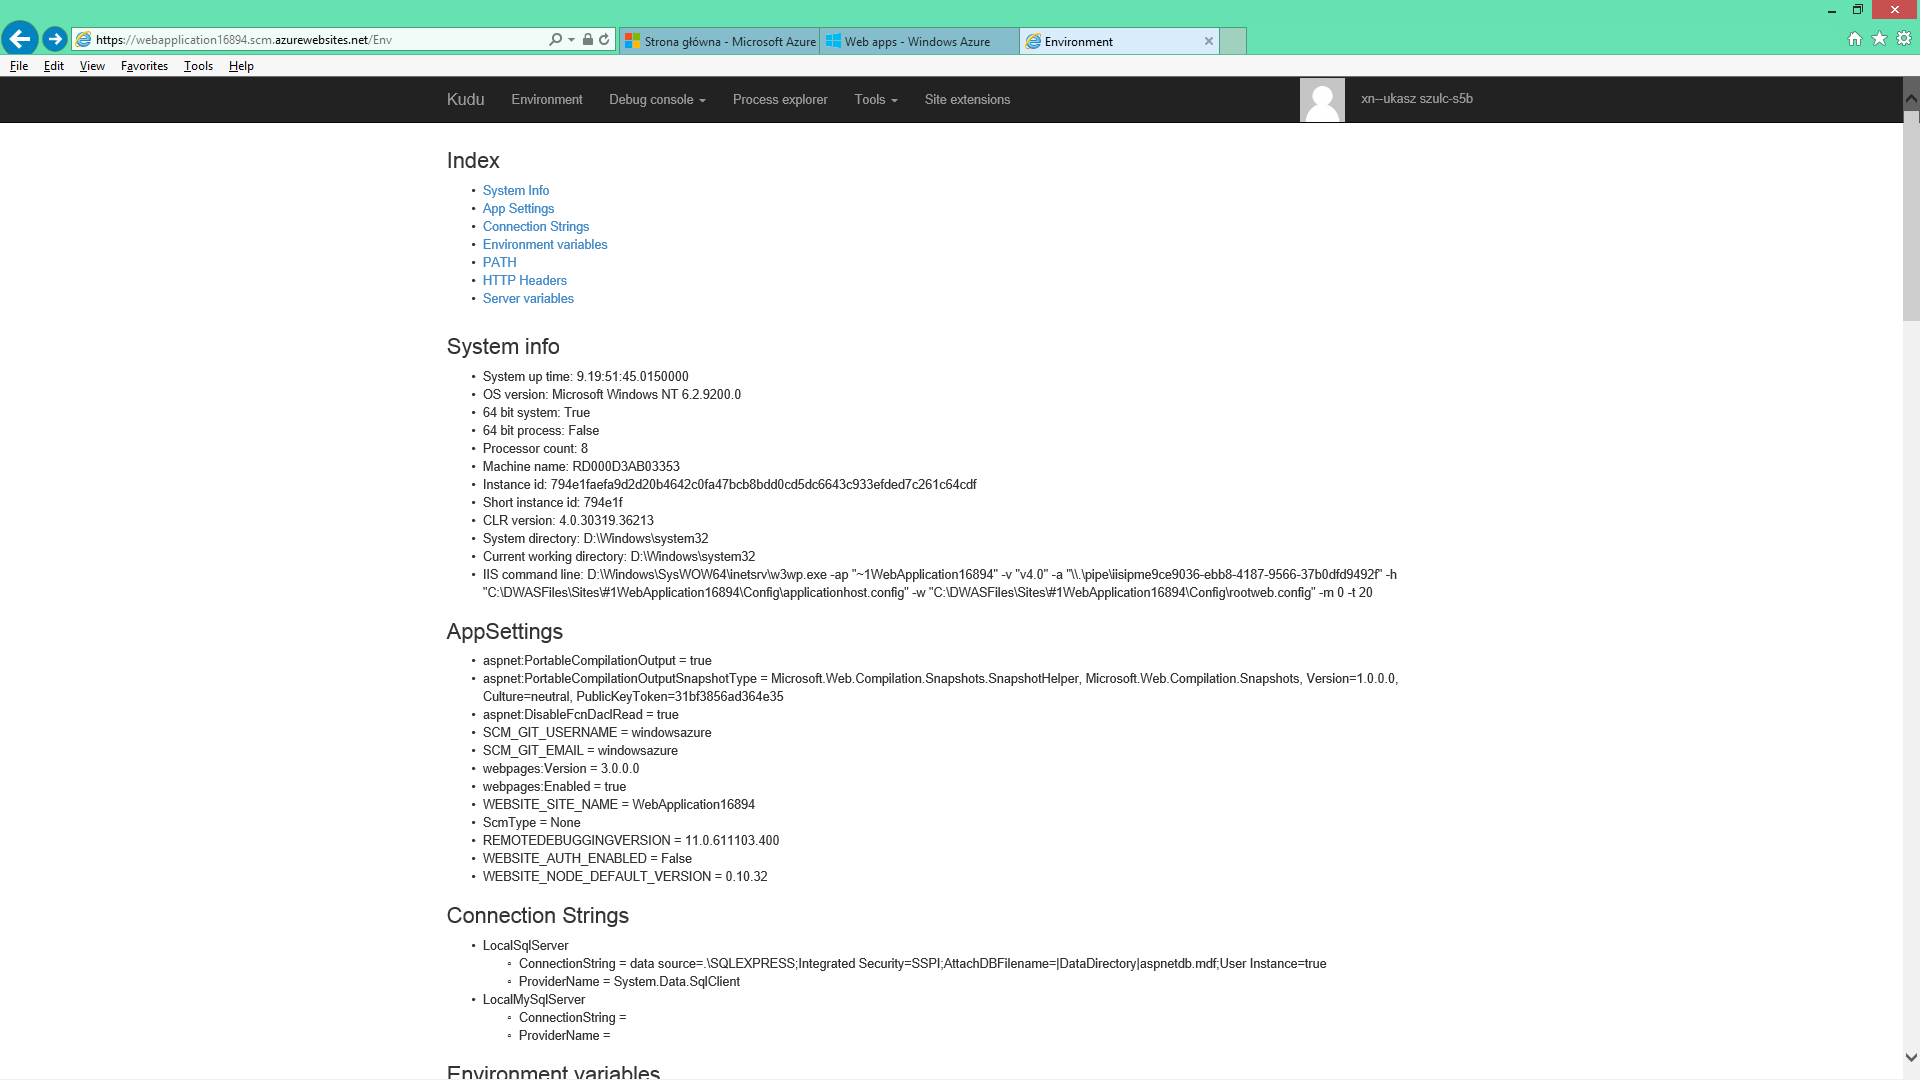 https://webapplication16894.scm.azurewebsites.net/Env
Strona główna - Microsoft Azure
Web apps - Windows Azure
Environment
File Edit View Favorites Tools Help
Kudu Environment Debug console Process explorer Tools Site extensions xn--ukasz szulc-s5b
Index
System Info
App Settings
Connection Strings
Environment variables
PATH
HTTP Headers
Server variables
System info
System up time: 9.19:51:45.0150000
OS version: Microsoft Windows NT 6.2.9200.0
64 bit system: True
64 bit process: False
Processor count: 8
Machine name: RD000D3AB03353
Instance id: 794e1faefa9d2d20b4642c0fa47bcb8bdd0cd5dc6643c933efded7c261c64cdf
Short instance id: 794e1f
CLR version: 4.0.30319.36213
System directory: D:\Windows\system32
Current working directory: D:\Windows\system32
IIS command line: D:\Windows\SysWOW64\inetsrv\w3wp.exe -ap "~1WebApplication16894" -v "v4.0" -a "\\.\pipe\iisipme9ce9036-ebb8-4187-9566-37b0dfd9492f" -h
"C:\DWASFiles\Sites\#1WebApplication16894\Config\applicationhost.config" -w "C:\DWASFiles\Sites\#1WebApplication16894\Config\rootweb.config" -m 0 -t 20
AppSettings
aspnet:PortableCompilationOutput = true
aspnet:PortableCompilationOutputSnapshotType = Microsoft.Web.Compilation.Snapshots.SnapshotHelper, Microsoft.Web.Compilation.Snapshots, Version=1.0.0.0,
Culture=neutral, PublicKeyToken=31bf3856ad364e35
aspnet:DisableFcnDaclRead = true
SCM_GIT_USERNAME = windowsazure
SCM_GIT_EMAIL = windowsazure
webpages:Version = 3.0.0.0
webpages:Enabled = true
WEBSITE_SITE_NAME = WebApplication16894
ScmType = None
REMOTEDEBUGGINGVERSION = 11.0.611103.400
WEBSITE_AUTH_ENABLED = False
WEBSITE_NODE_DEFAULT_VERSION = 0.10.32
Connection Strings
LocalSqlServer
ConnectionString = data source=.\SQLEXPRESS;Integrated Security=SSPI;AttachDBFilename=|DataDirectory|aspnetdb.mdf;User Instance=true
ProviderName = System.Data.SqlClient
LocalMySqlServer
ConnectionString =
ProviderName =
Environment variables